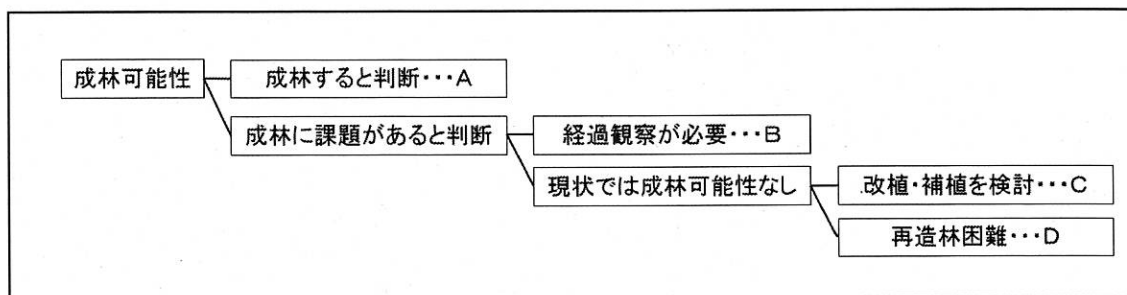 成林可能性
成林すると判断・・・A
成林に課題があると判断
経過観察が必要・・・B
現状では成林可能性なし
改植・補植を検討・・・C
再造林困難・・・D